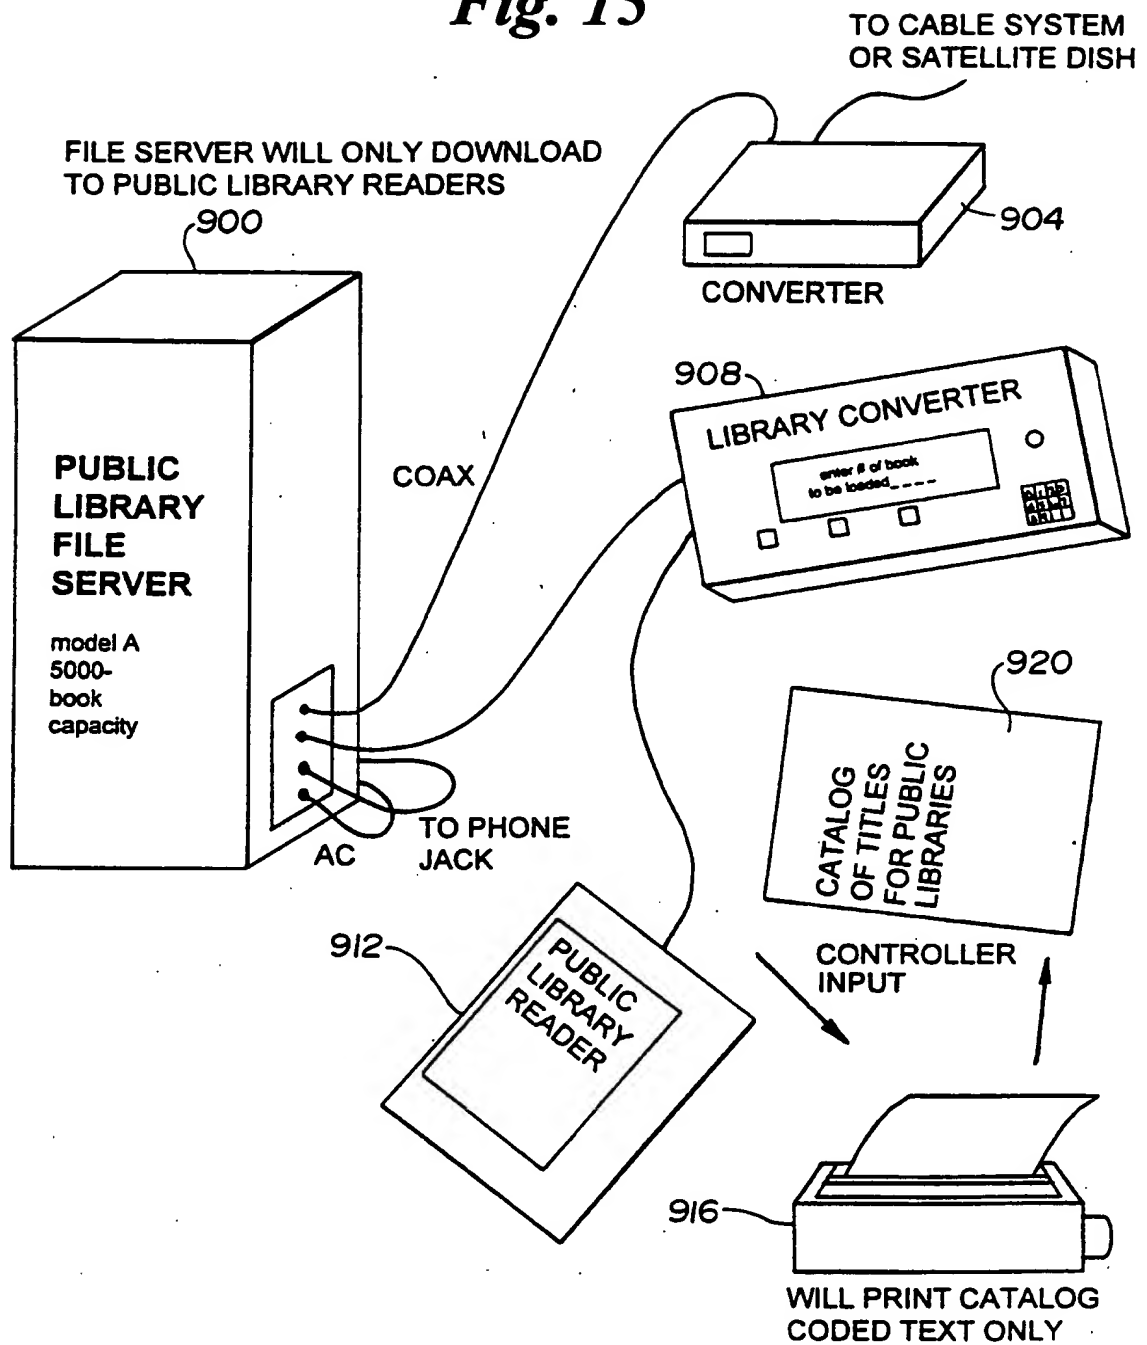 Fig. 15
TO CABLE SYSTEM
OR SATELLITE DISH
FILE SERVER WILL ONLY DOWNLOAD
TO PUBLIC LIBRARY READERS
900
904
CONVERTER
908
LIBRARY CONVERTER
enter # of book
to be loaded_ _ _ _
COAX
PUBLIC
LIBRARY
FILE
SERVER
model A
5000-
book
capacity
920
CATALOG
OF TITLES
FOR PUBLIC
LIBRARIES
TO PHONE
JACK
AC
912
PUBLIC
LIBRARY
READER
CONTROLLER
INPUT
916
WILL PRINT CATALOG
CODED TEXT ONLY